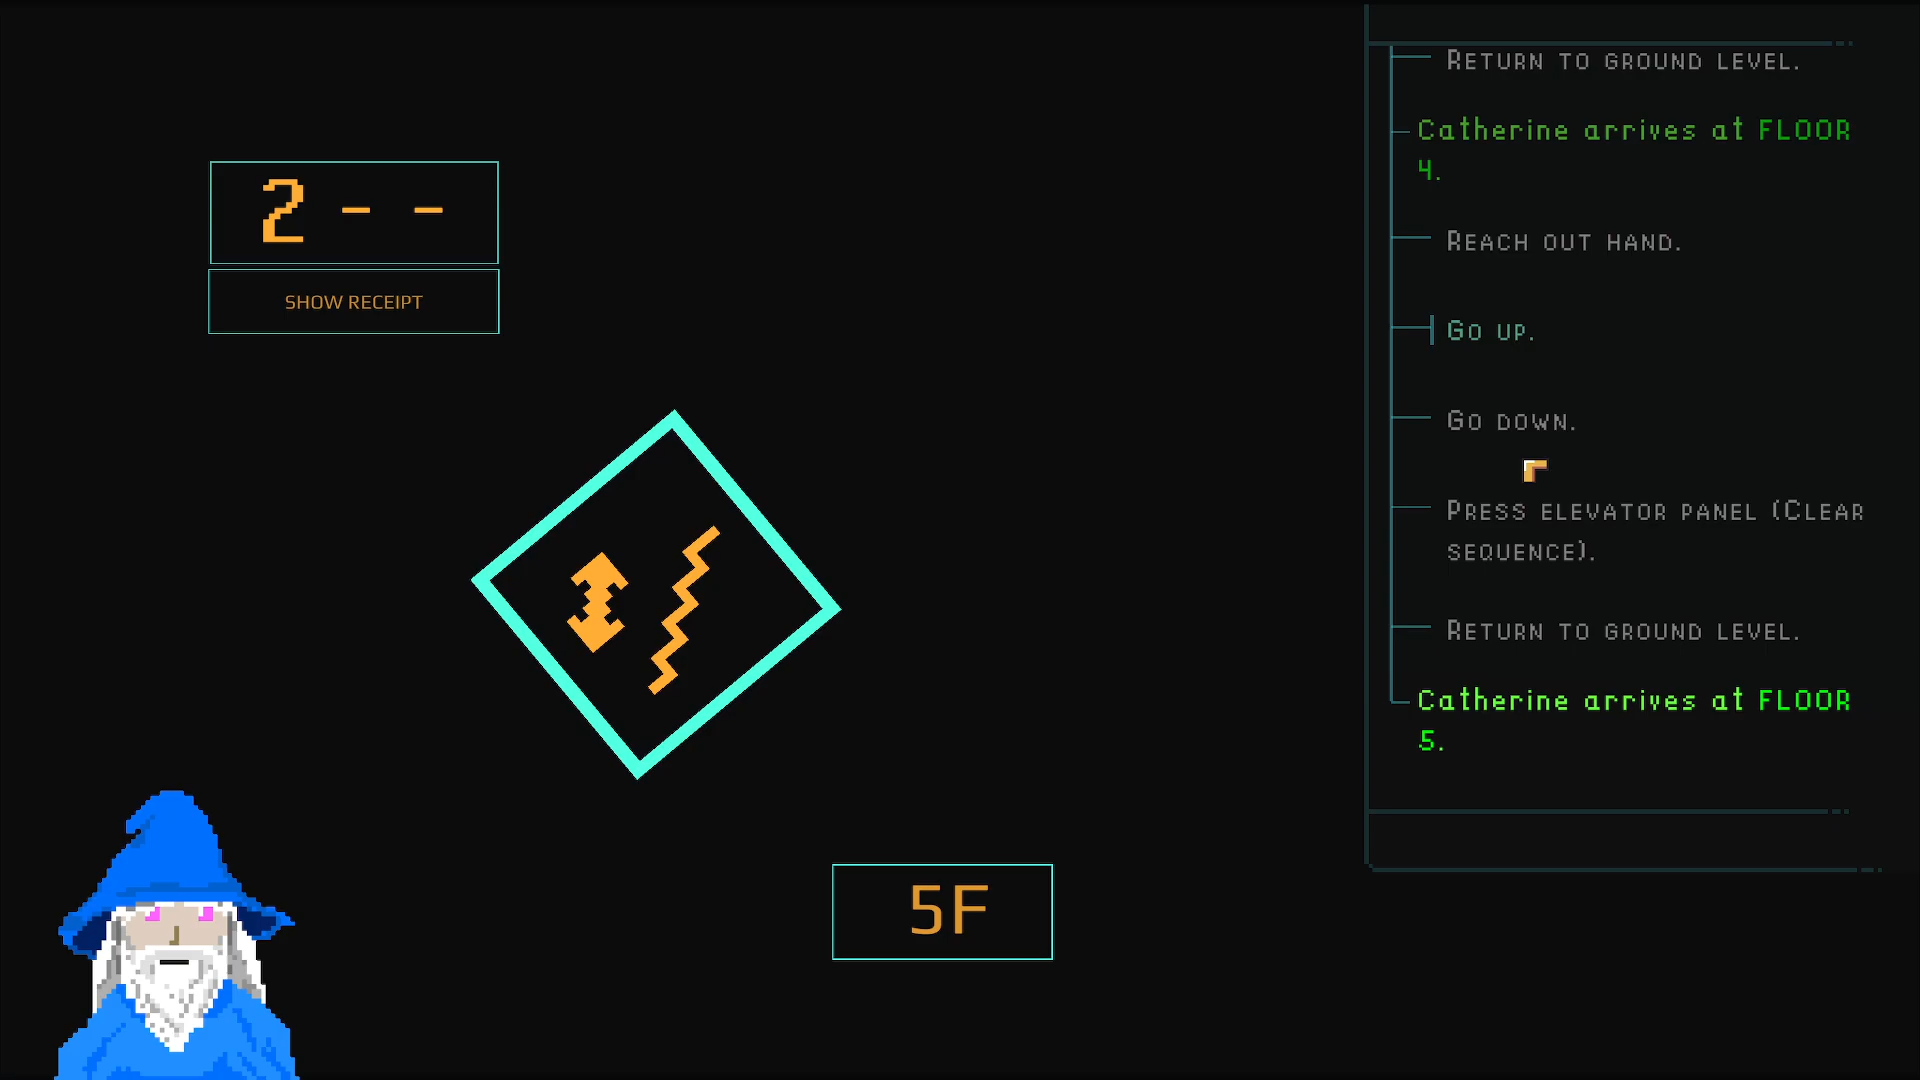 2 - -
SHOW RECEIPT
5F
RETURN TO GROUND LEVEL.
Catherine arrives at FLOOR
4.
REACH OUT HAND.
GO UP.
GO DOWN.
PRESS ELEVATOR PANEL (CLEAR
SEQUENCE).
RETURN TO GROUND LEVEL.
Catherine arrives at FLOOR
5.